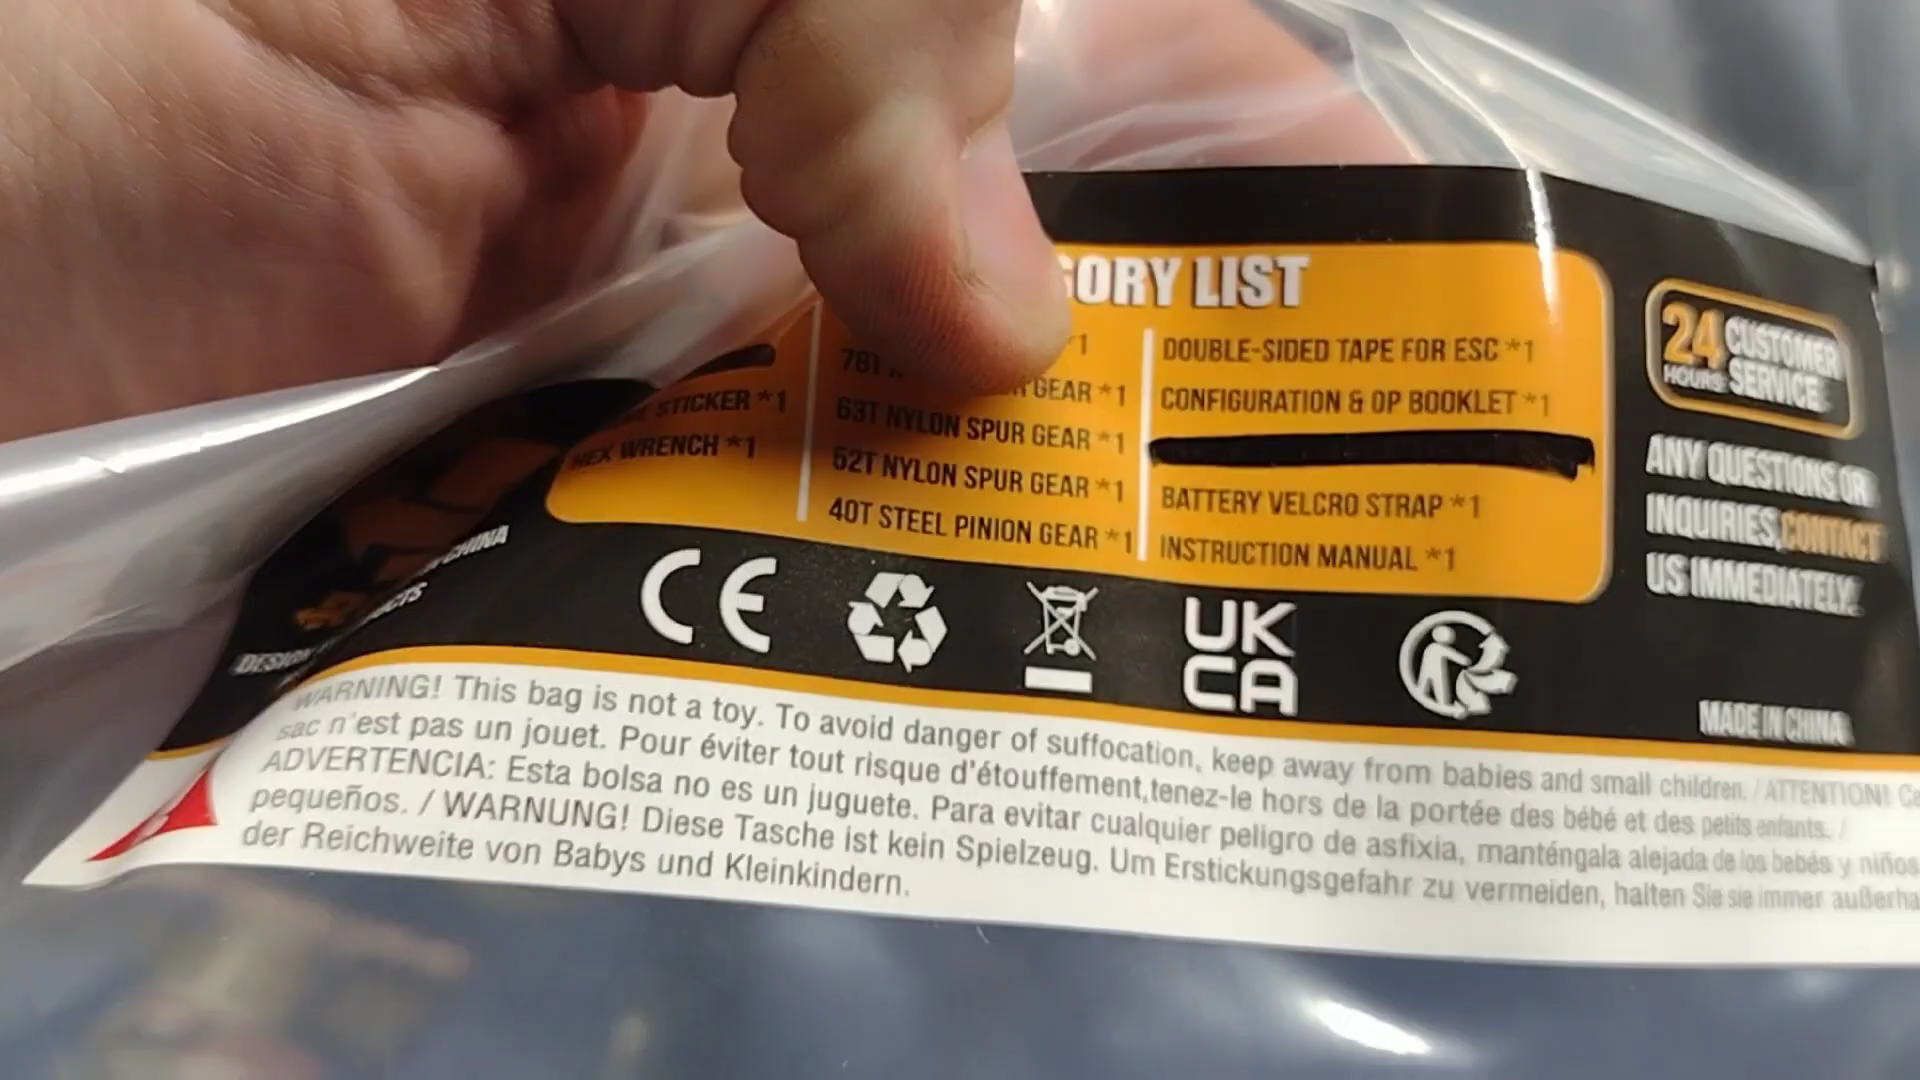 ORY LIST
STICKER *1
HEX WRENCH *1
*1
78T
GEAR *1
63T NYLON SPUR GEAR *1
52T NYLON SPUR GEAR *1
40T STEEL PINION GEAR *1
DOUBLE-SIDED TAPE FOR ESC *1
CONFIGURATION & OP BOOKLET *1
BATTERY VELCRO STRAP *1
INSTRUCTION MANUAL *1
24 HOURS CUSTOMER SERVICE
ANY QUESTIONS OR
INQUIRIES,CONTACT
US IMMEDIATELY.
CHINA
DESIGN
CE
UK
CA
MADE IN CHINA
WARNING! This bag is not a toy. To avoid danger of suffocation, keep away from babies and small children. / ATTENTION! Ce
sac n'est pas un jouet. Pour éviter tout risque d'étouffement,tenez-le hors de la portée des bébé et des petits enfants. /
ADVERTENCIA: Esta bolsa no es un juguete. Para evitar cualquier peligro de asfixia, manténgala alejada de los bebés y niños
pequeños. / WARNUNG! Diese Tasche ist kein Spielzeug. Um Erstickungsgefahr zu vermeiden, halten Sie sie immer außerha
der Reichweite von Babys und Kleinkindern.